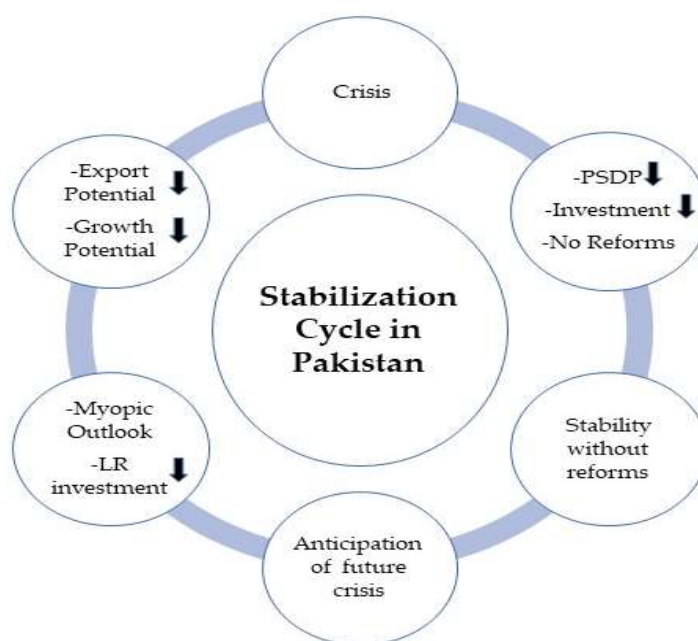 Crisis
-PSDP
-Investment
-No Reforms
Stability
without
reforms
Anticipation
of future
crisis
-Myopic
Outlook
-LR
investment
-Export
Potential
-Growth
Potential
Stabilization
Cycle in
Pakistan